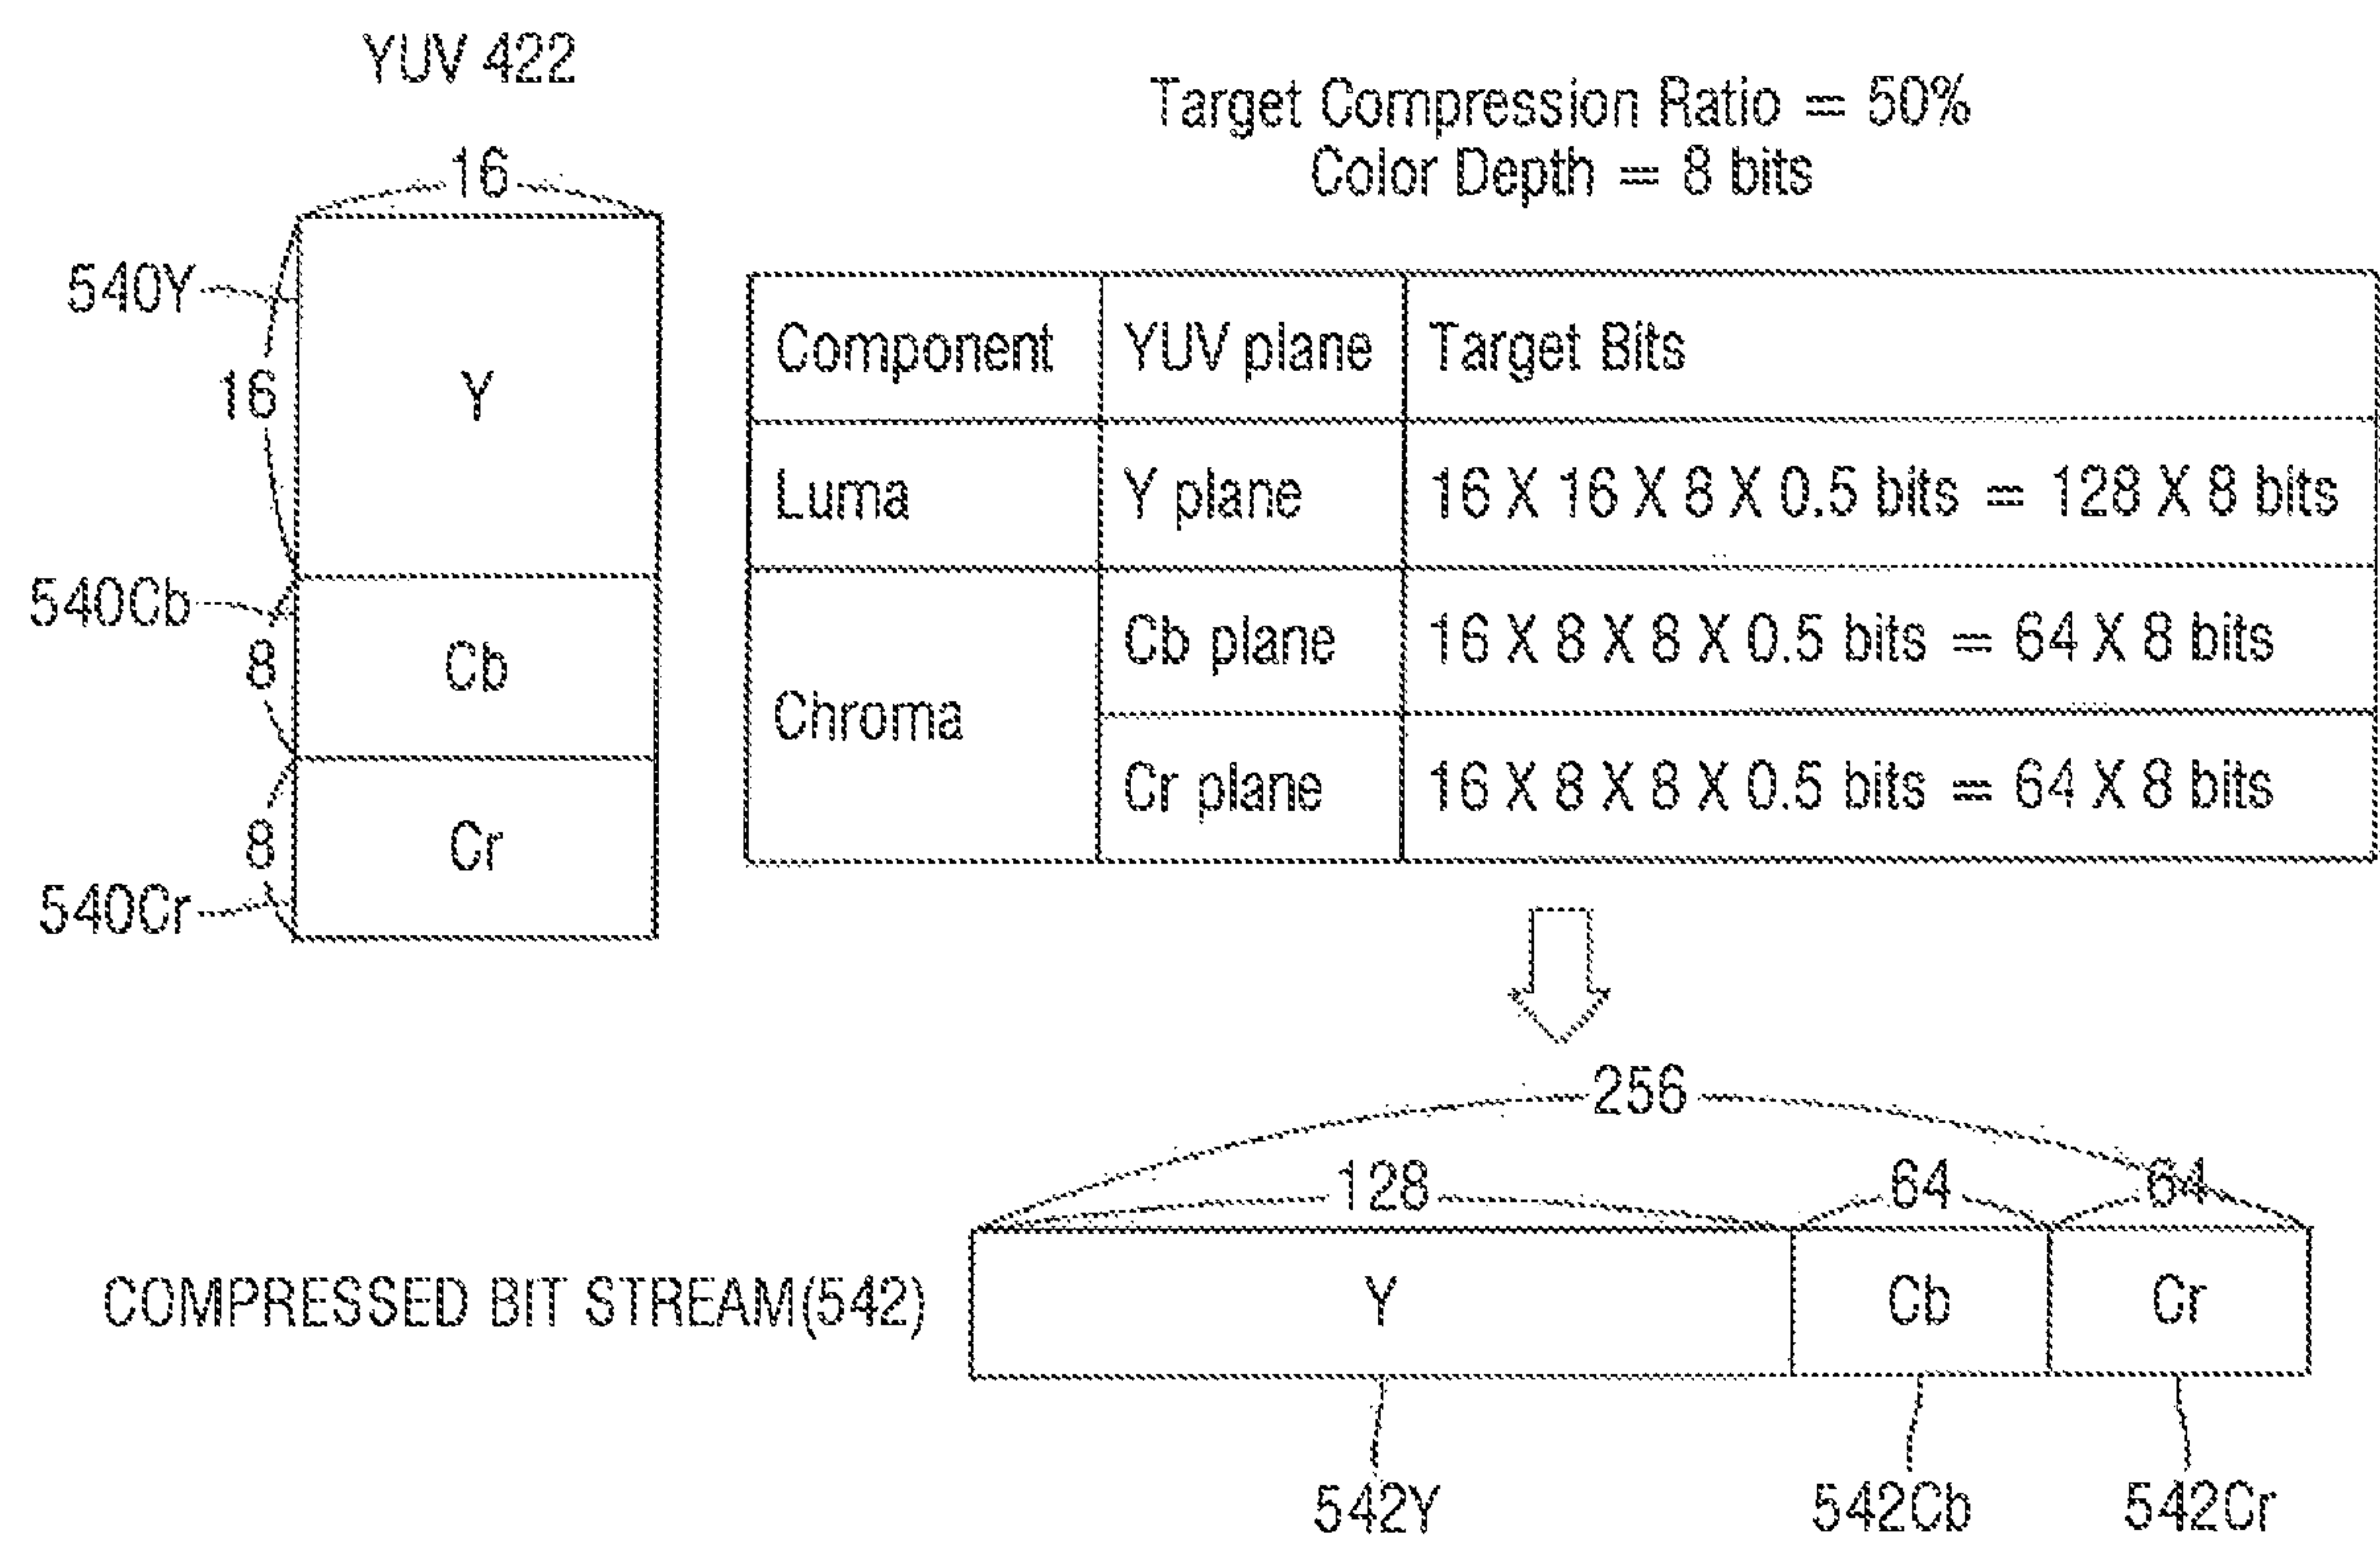 YUV 422
Target Compression Ratio = 50%
Color Depth = 8 bits
16
540Y
16
Y
540Cb
8
Cb
8
Cr
540Cr
Component YUV plane Target Bits
Luma Y plane 16 X 16 X 8 X 0.5 bits = 128 X 8 bits
Chroma
Cb plane 16 X 8 X 8 X 0.5 bits = 64 X 8 bits
Cr plane 16 X 8 X 8 X 0.5 bits = 64 X 8 bits
256
128 64 64
COMPRESSED BIT STREAM(542) Y Cb Cr
542Y 542Cb 542Cr